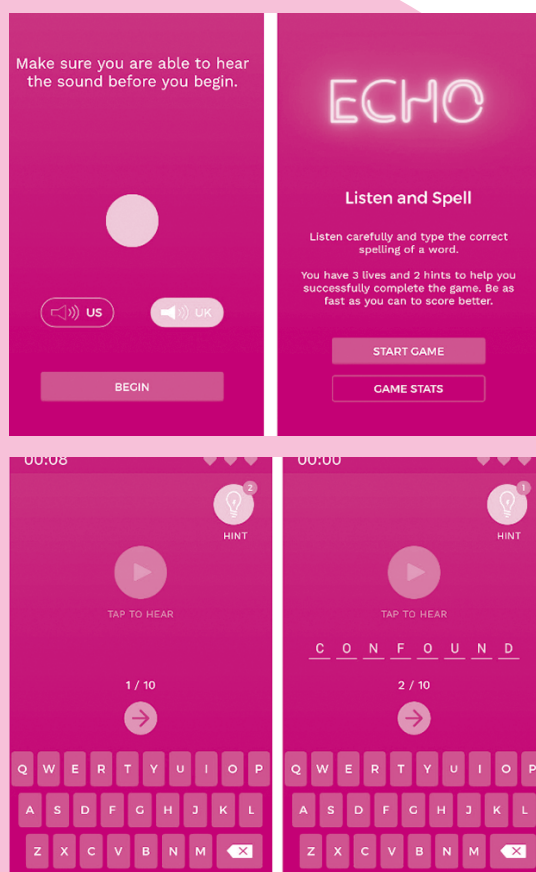 Make sure you are able to hear
the sound before you begin.
US
UK
BEGIN
ECHO
Listen and Spell
Listen carefully and type the correct
spelling of a word.
You have 3 lives and 2 hints to help you
successfully complete the game. Be as
fast as you can to score better.
START GAME
GAME STATS
00:08
2
HINT
TAP TO HEAR
1 / 10
Q W E R T Y U I O P
A S D F G H J K L
Z X C V B N M
00:00
1
HINT
TAP TO HEAR
C O N F O U N D
2 / 10
Q W E R T Y U I O P
A S D F G H J K L
Z X C V B N M